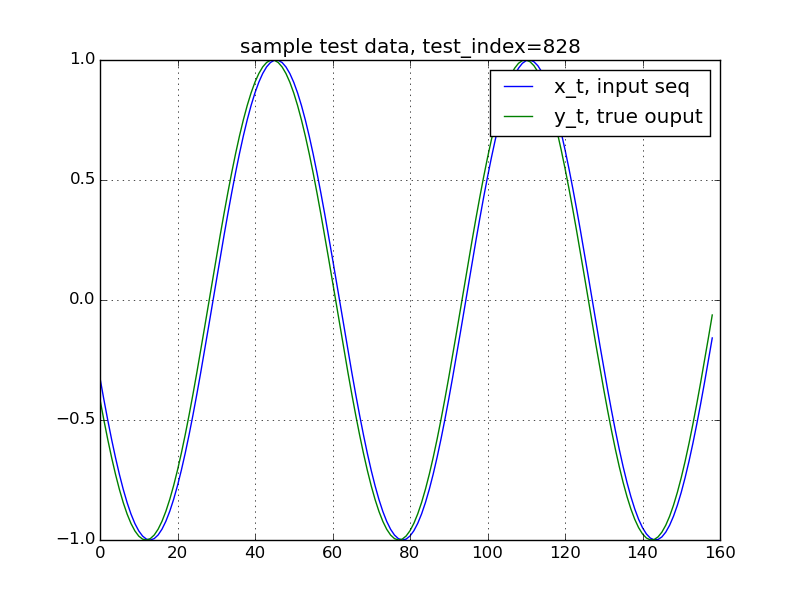 sample test data, test_index=828
x_t, input seq
y_t, true ouput
1.0
0.5
0.0
−0.5
−1.0
0 20 40 60 80 100 120 140 160